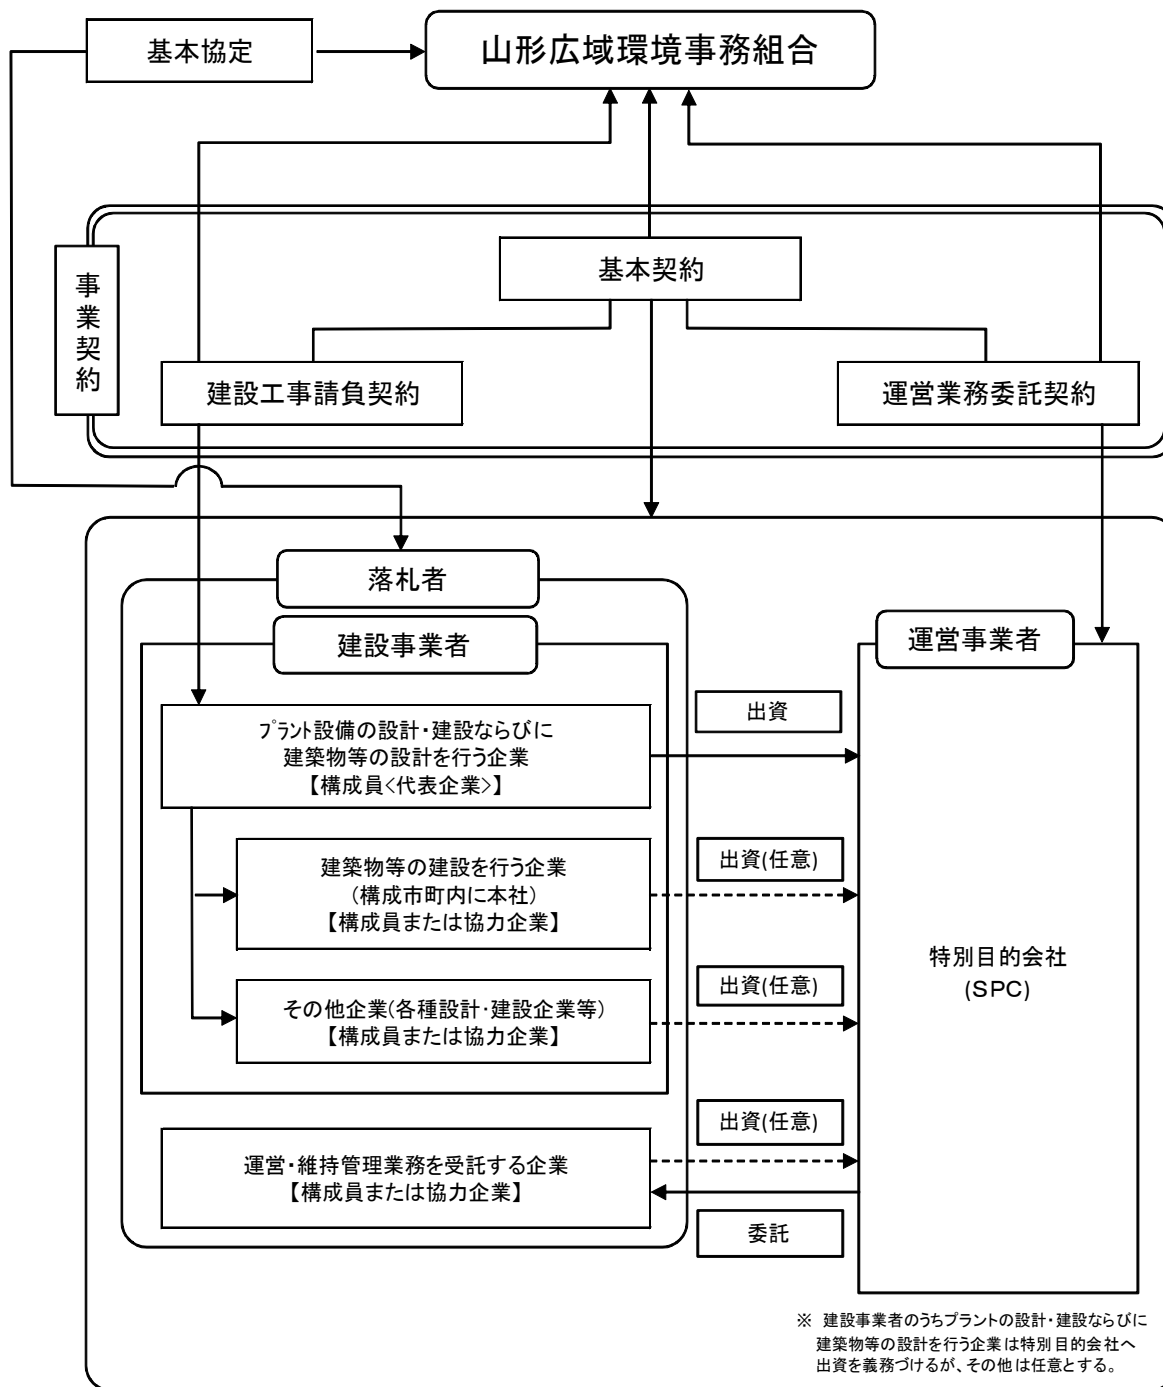 基本協定
山形広域環境事務組合
事業契約
基本契約
建設工事請負契約
運営業務委託契約
落札者
建設事業者
運営事業者
プラント設備の設計・建設ならびに
建築物等の設計を行う企業
【構成員<代表企業>】
出資
建築物等の建設を行う企業
(構成市町内に本社)
【構成員または協力企業】
出資(任意)
その他企業(各種設計・建設企業等)
【構成員または協力企業】
出資(任意)
特別目的会社
(SPC)
運営・維持管理業務を受託する企業
【構成員または協力企業】
出資(任意)
委託
※ 建設事業者のうちプラントの設計・建設ならびに
建築物等の設計を行う企業は特別目的会社へ
出資を義務づけるが、その他は任意とする。